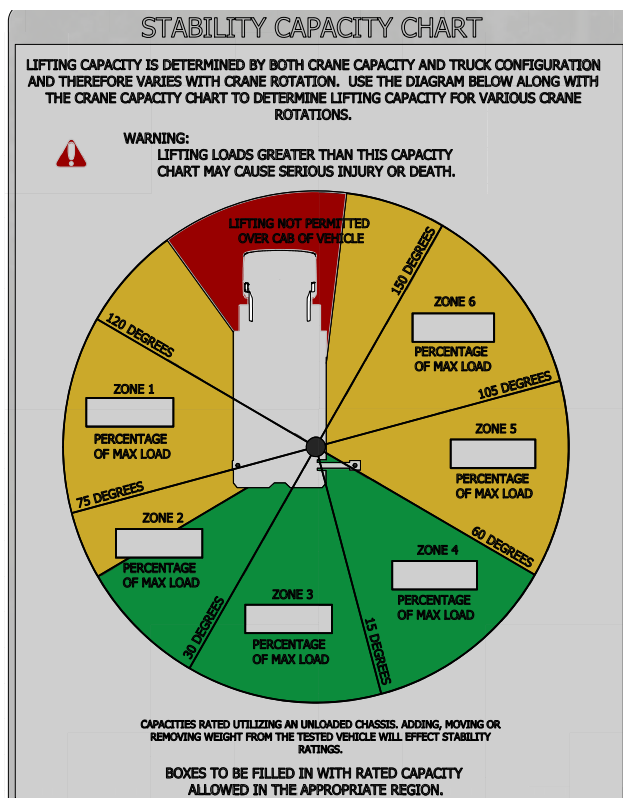 STABILITY CAPACITY CHART
LIFTING CAPACITY IS DETERMINED BY BOTH CRANE CAPACITY AND TRUCK CONFIGURATION
AND THEREFORE VARIES WITH CRANE ROTATION. USE THE DIAGRAM BELOW ALONG WITH
THE CRANE CAPACITY CHART TO DETERMINE LIFTING CAPACITY FOR VARIOUS CRANE
ROTATIONS.
WARNING:
LIFTING LOADS GREATER THAN THIS CAPACITY
CHART MAY CAUSE SERIOUS INJURY OR DEATH.
LIFTING NOT PERMITTED
OVER CAB OF VEHICLE
150 DEGREES
ZONE 6
PERCENTAGE
OF MAX LOAD
120 DEGREES
105 DEGREES
ZONE 1
PERCENTAGE
OF MAX LOAD
ZONE 5
PERCENTAGE
OF MAX LOAD
75 DEGREES
ZONE 2
PERCENTAGE
OF MAX LOAD
60 DEGREES
ZONE 4
PERCENTAGE
OF MAX LOAD
ZONE 3
PERCENTAGE
OF MAX LOAD
30 DEGREES
15 DEGREES
CAPACITIES RATED UTILIZING AN UNLOADED CHASSIS. ADDING, MOVING OR
REMOVING WEIGHT FROM THE TESTED VEHICLE WILL EFFECT STABILITY
RATINGS.
BOXES TO BE FILLED IN WITH RATED CAPACITY
ALLOWED IN THE APPROPRIATE REGION.